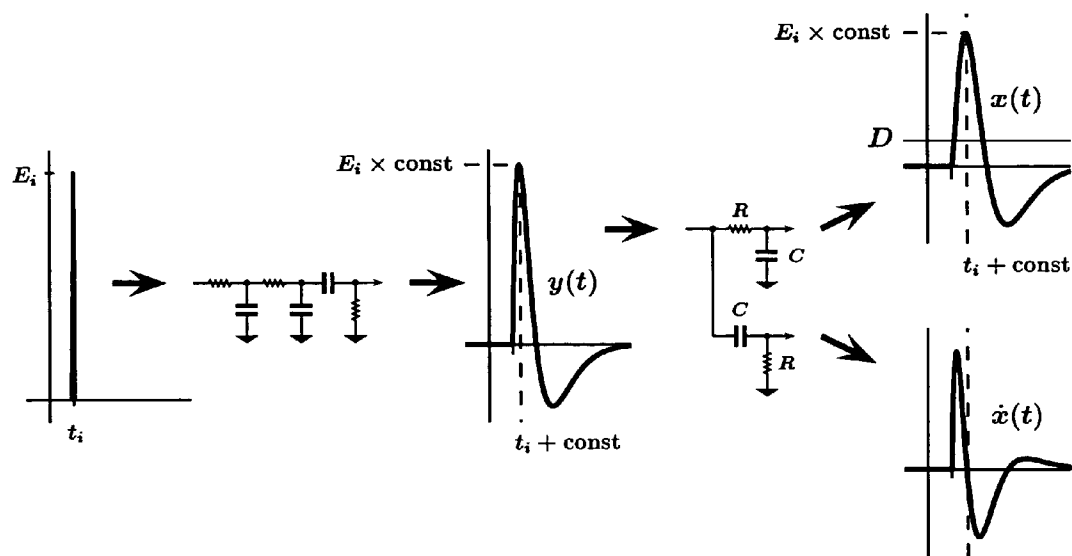 E_i
t_i
E_i × const
y(t)
t_i + const
R
C
C
R
E_i × const
x(t)
D
t_i + const
ẋ(t)